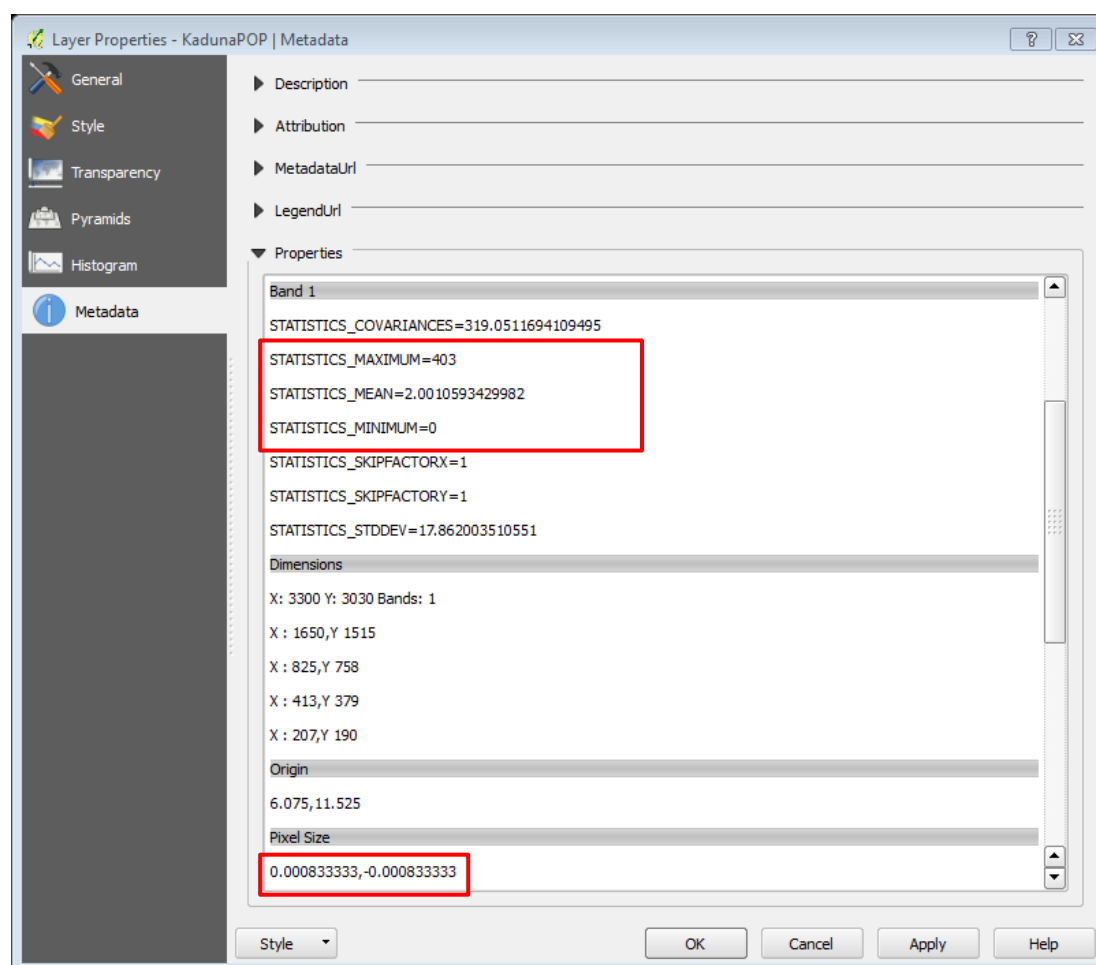 Layer Properties - KadunaPOP | Metadata
General
Style
Transparency
Pyramids
Histogram
Metadata
Description
Attribution
MetadataUrl
LegendUrl
Properties
Band 1
STATISTICS_COVARIANCES=319.0511694109495
STATISTICS_MAXIMUM=403
STATISTICS_MEAN=2.0010593429982
STATISTICS_MINIMUM=0
STATISTICS_SKIPFACTORX=1
STATISTICS_SKIPFACTORY=1
STATISTICS_STDDEV=17.862003510551
Dimensions
X: 3300 Y: 3030 Bands: 1
X : 1650,Y 1515
X : 825,Y 758
X : 413,Y 379
X : 207,Y 190
Origin
6.075,11.525
Pixel Size
0.000833333,-0.000833333
Style OK Cancel Apply Help